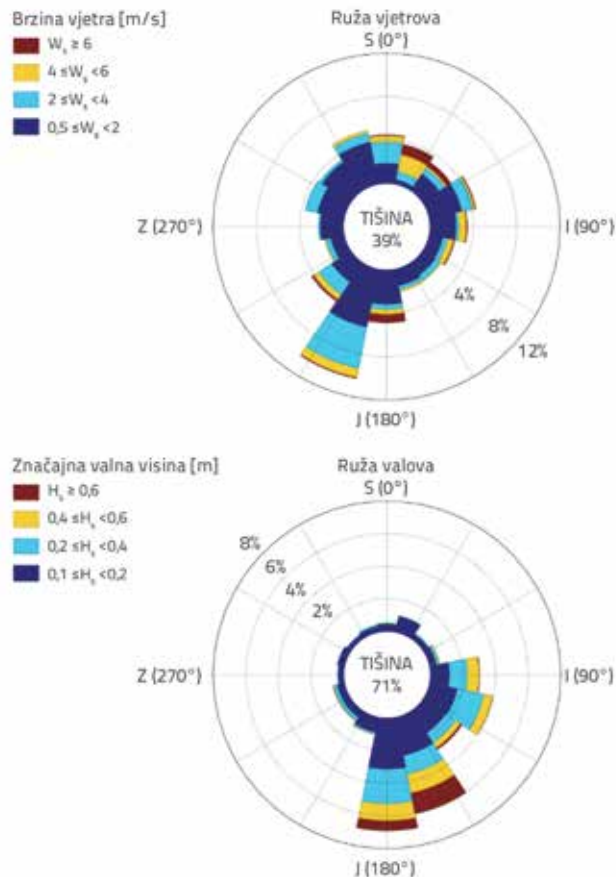 Brzina vjetra [m/s]
Wₛ ≥ 6
4 ≤Wₛ <6
2 ≤Wₛ <4
0,5 ≤Wₛ <2
Ruža vjetrova
S (0°)
Z (270°)
TIŠINA
39%
I (90°)
4%
8%
12%
J (180°)
Značajna valna visina [m]
Hₛ ≥ 0,6
0,4 ≤Hₛ <0,6
0,2 ≤Hₛ <0,4
0,1 ≤Hₛ <0,2
Ruža valova
S (0°)
8%
6%
4%
2%
Z (270°)
TIŠINA
71%
I (90°)
J (180°)